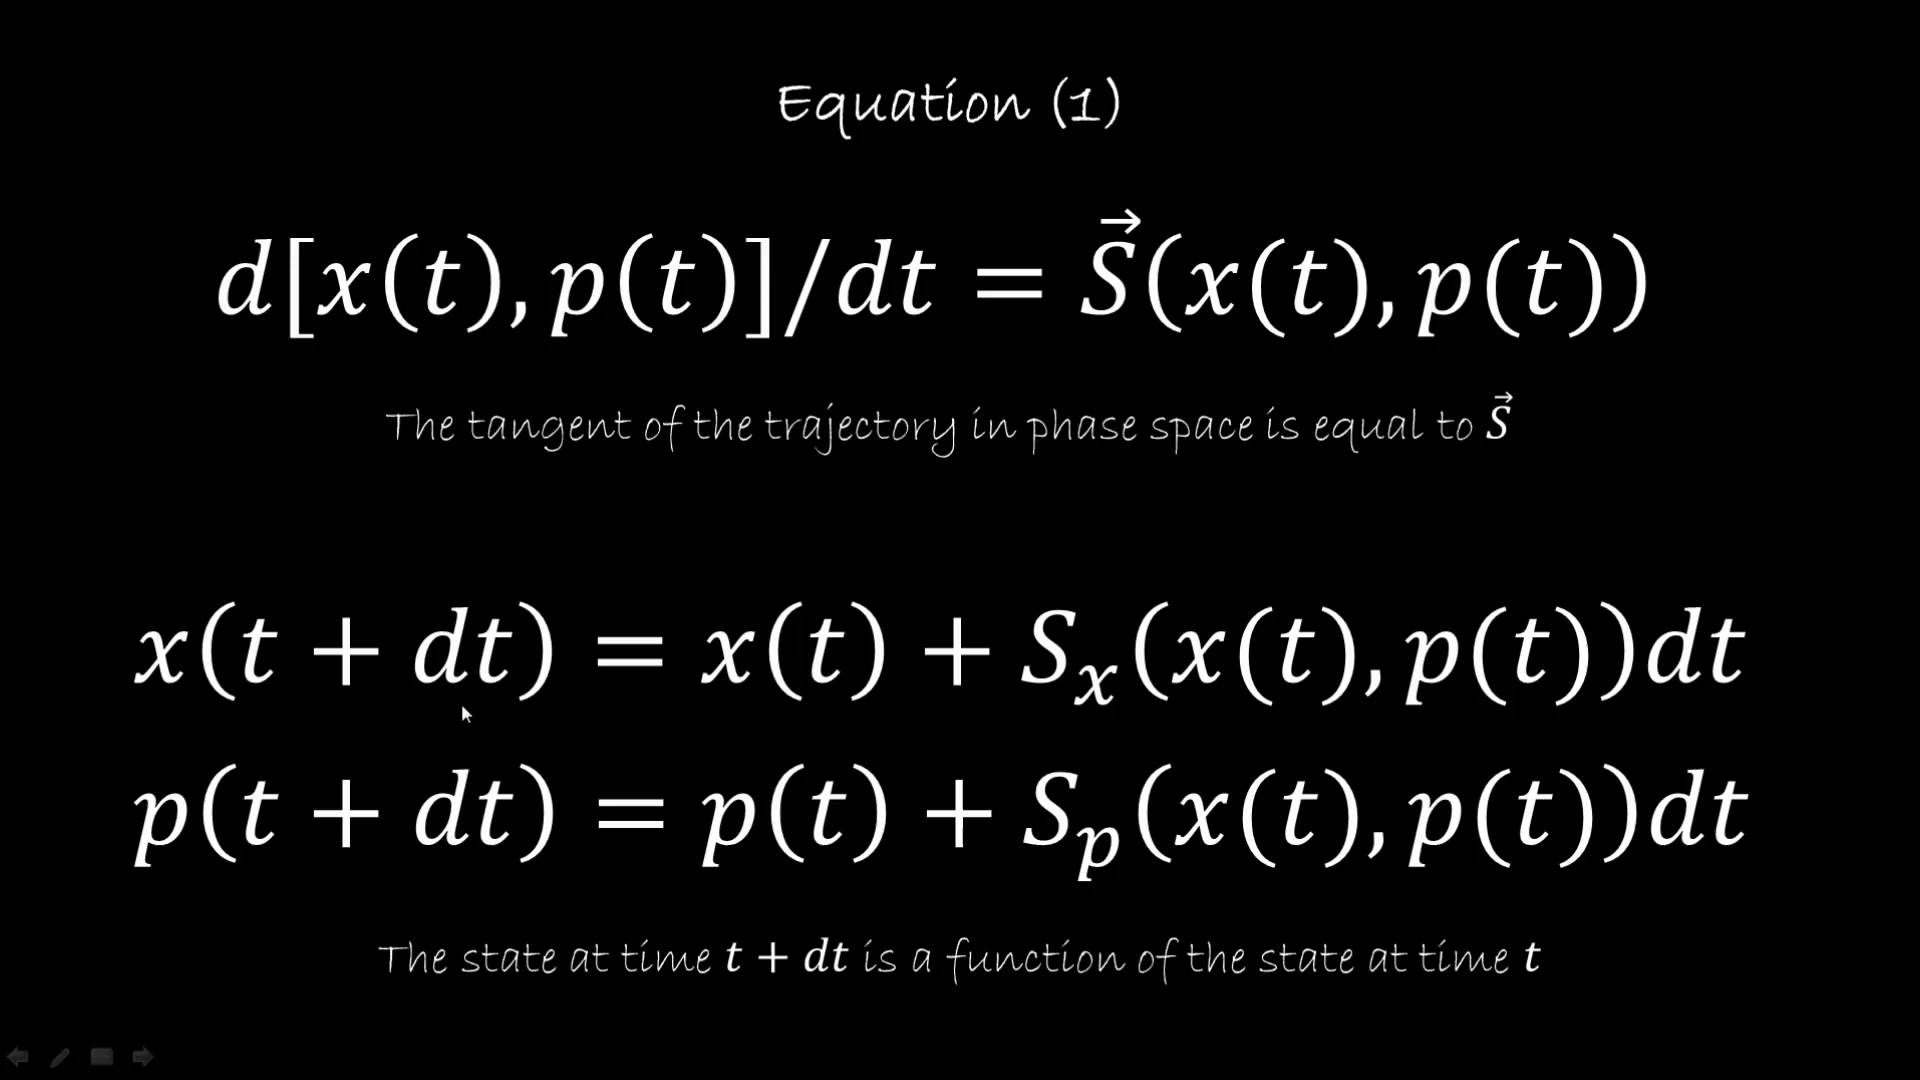 Equation (1)
d[x(t), p(t)]/dt = S⃗(x(t), p(t))
The tangent of the trajectory in phase space is equal to S⃗
x(t + dt) = x(t) + Sₓ(x(t), p(t))dt
p(t + dt) = p(t) + Sₚ(x(t), p(t))dt
The state at time t + dt is a function of the state at time t